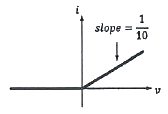 i
slope = 1/10
v